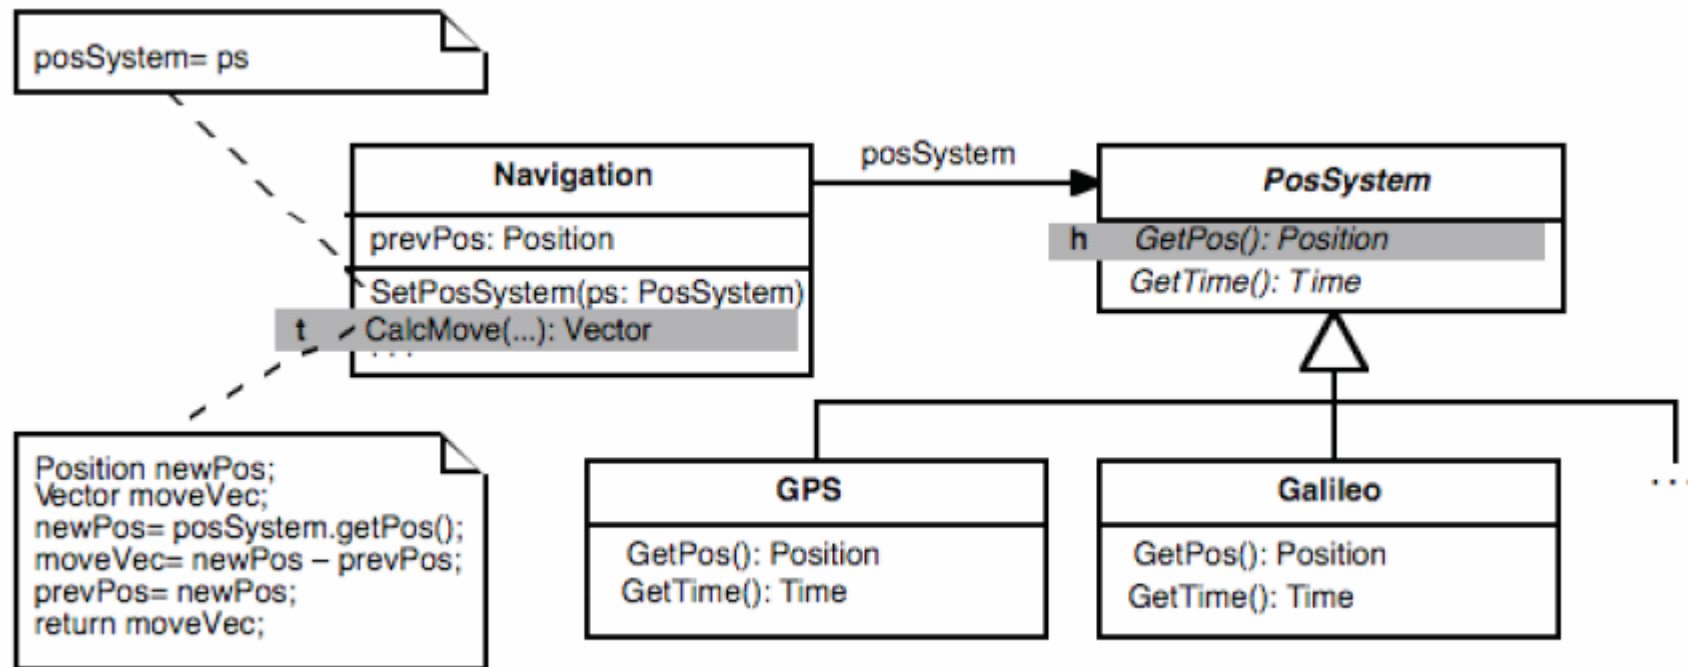 posSystem= ps
Navigation
prevPos: Position
SetPosSystem(ps: PosSystem)
t CalcMove(...): Vector
...
posSystem
PosSystem
h GetPos(): Position
GetTime(): Time
Position newPos;
Vector moveVec;
newPos= posSystem.getPos();
moveVec= newPos – prevPos;
prevPos= newPos;
return moveVec;
GPS
GetPos(): Position
GetTime(): Time
Galileo
GetPos(): Position
GetTime(): Time
...